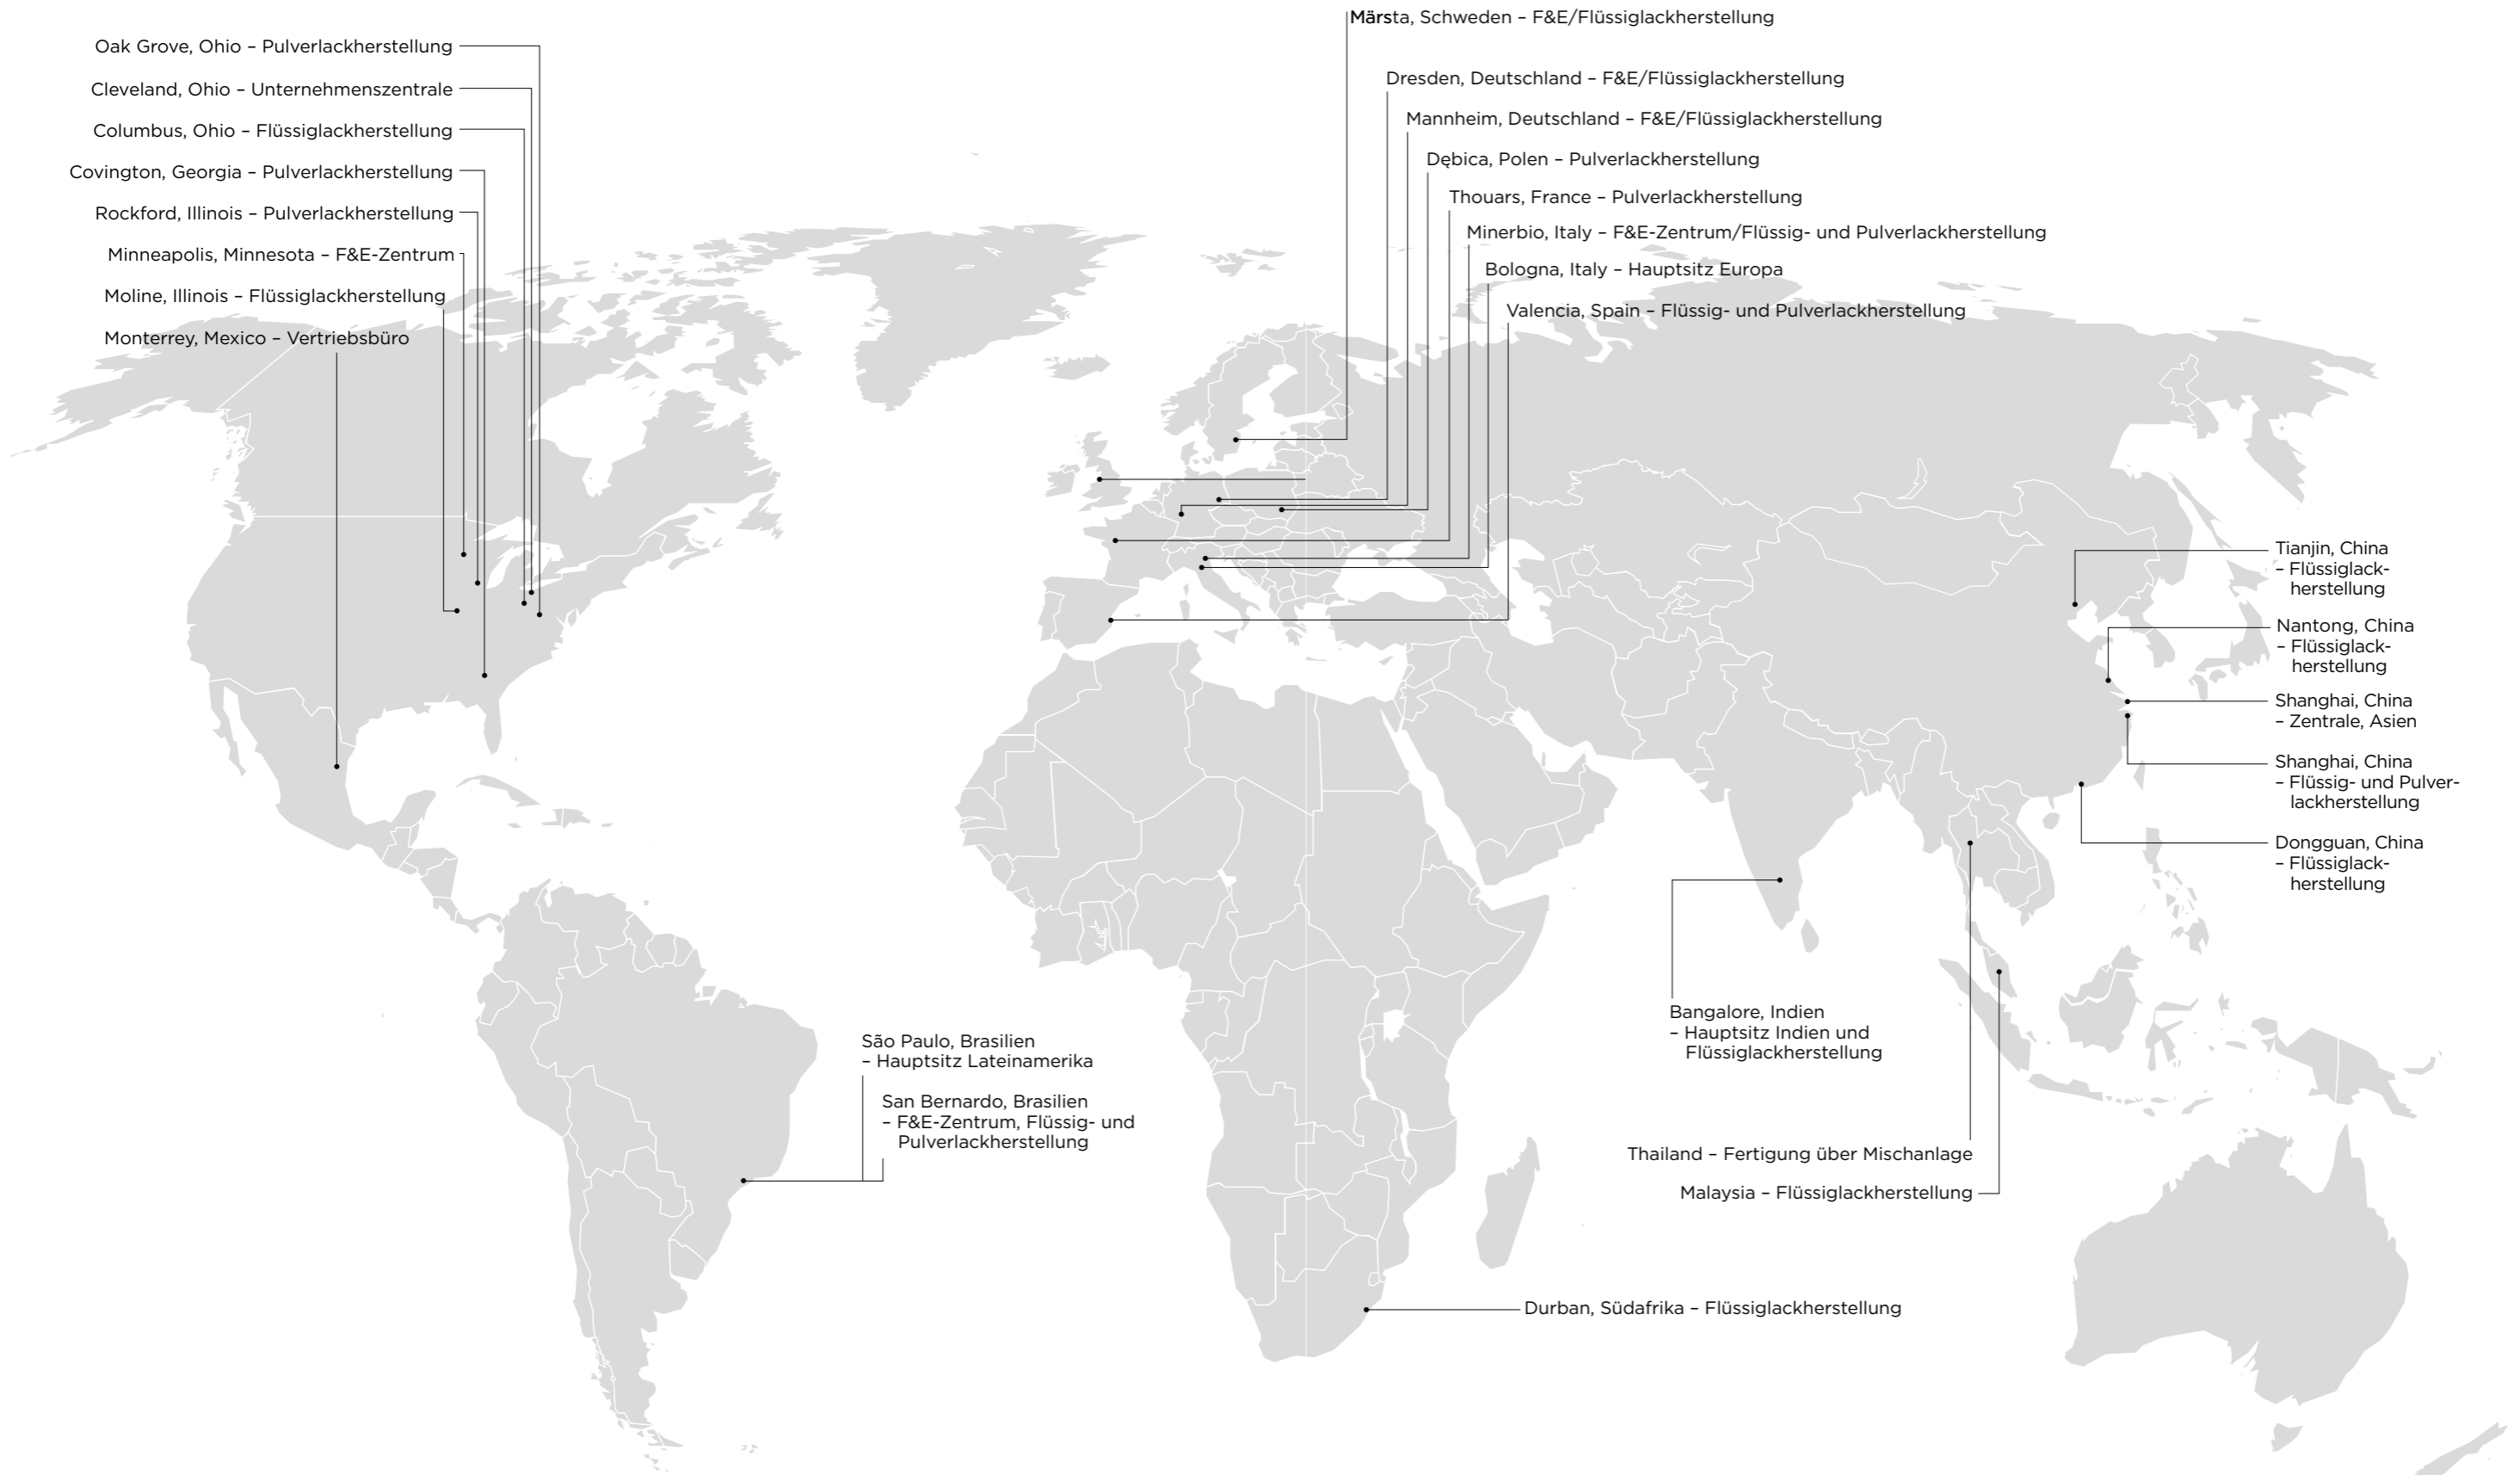 Oak Grove, Ohio – Pulverlackherstellung
Cleveland, Ohio – Unternehmenszentrale
Columbus, Ohio – Flüssiglackherstellung
Covington, Georgia – Pulverlackherstellung
Rockford, Illinois – Pulverlackherstellung
Minneapolis, Minnesota – F&E-Zentrum
Moline, Illinois – Flüssiglackherstellung
Monterrey, Mexico – Vertriebsbüro
Märsta, Schweden – F&E/Flüssiglackherstellung
Dresden, Deutschland – F&E/Flüssiglackherstellung
Mannheim, Deutschland – F&E/Flüssiglackherstellung
Dębica, Polen – Pulverlackherstellung
Thouars, France – Pulverlackherstellung
Minerbio, Italy – F&E-Zentrum/Flüssig- und Pulverlackherstellung
Bologna, Italy – Hauptsitz Europa
Valencia, Spain – Flüssig- und Pulverlackherstellung
Tianjin, China
– Flüssiglack-
herstellung
Nantong, China
– Flüssiglack-
herstellung
Shanghai, China
– Zentrale, Asien
Shanghai, China
– Flüssig- und Pulver-
lackherstellung
Dongguan, China
– Flüssiglack-
herstellung
Bangalore, Indien
– Hauptsitz Indien und
Flüssiglackherstellung
São Paulo, Brasilien
– Hauptsitz Lateinamerika
San Bernardo, Brasilien
– F&E-Zentrum, Flüssig- und
Pulverlackherstellung
Thailand – Fertigung über Mischanlage
Malaysia – Flüssiglackherstellung
Durban, Südafrika – Flüssiglackherstellung